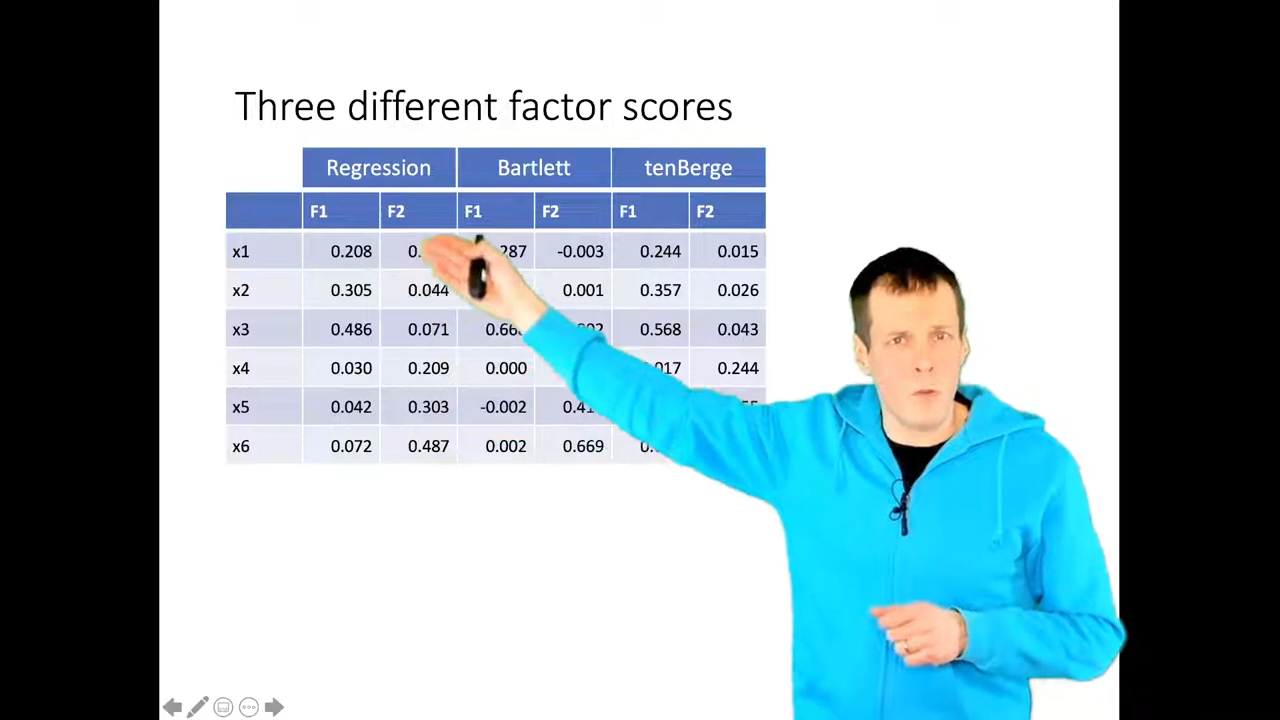 Three different factor scores
Regression Bartlett tenBerge
F1 F2 F1 F2 F1 F2
x1 0.208 -0.003 0.244 0.015
x2 0.305 0.044 0.001 0.357 0.026
x3 0.486 0.071 0.568 0.043
x4 0.030 0.209 0.000 0.244
x5 0.042 0.303 -0.002
x6 0.072 0.487 0.002 0.669